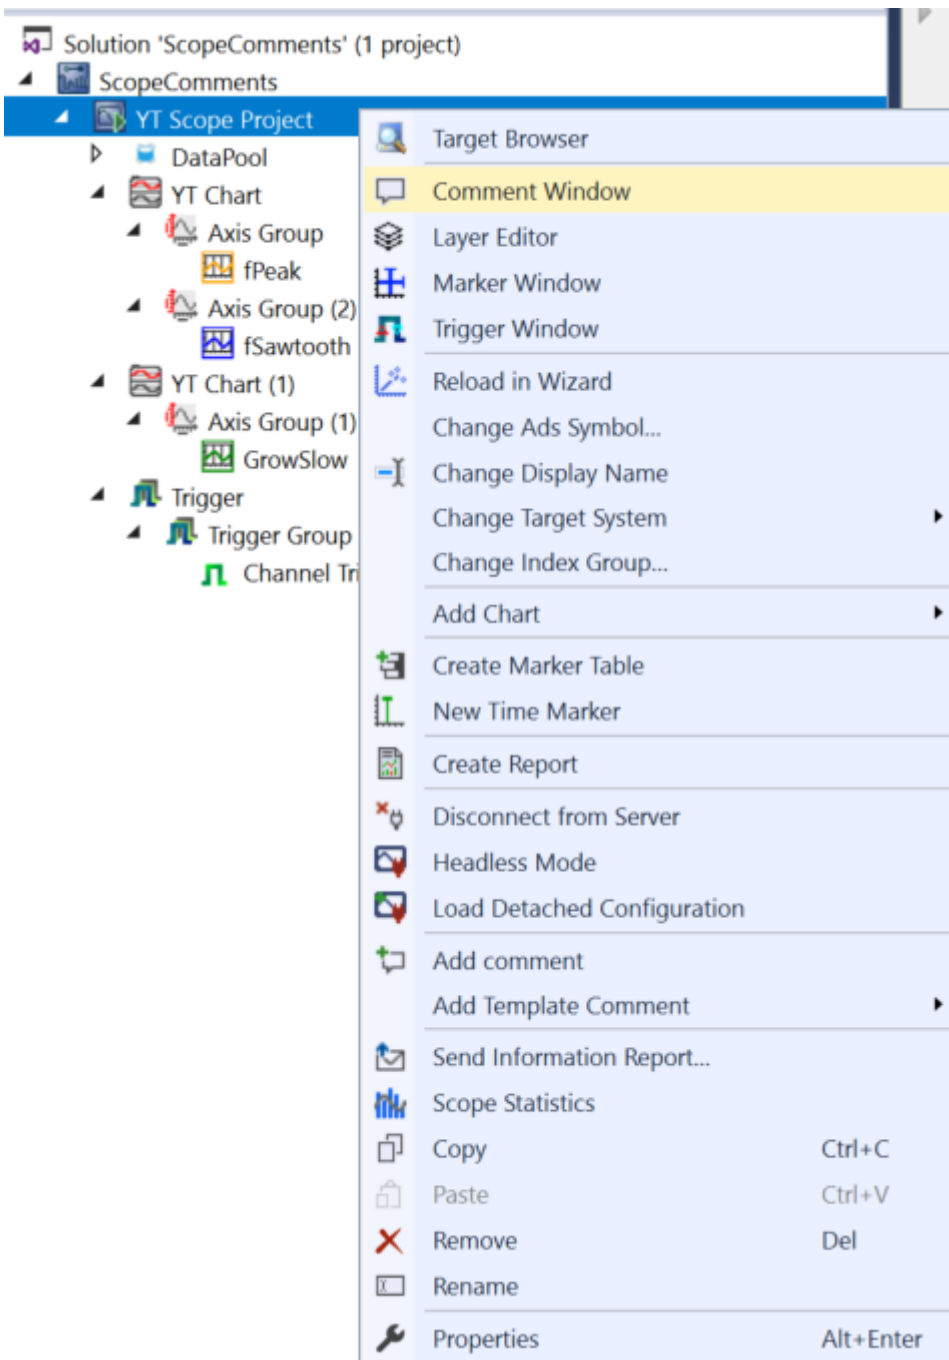 Solution 'ScopeComments' (1 project)
ScopeComments
YT Scope Project
DataPool
YT Chart
Axis Group
fPeak
Axis Group (2)
fSawtooth
YT Chart (1)
Axis Group (1)
GrowSlow
Trigger
Trigger Group
Channel Tri
Target Browser
Comment Window
Layer Editor
Marker Window
Trigger Window
Reload in Wizard
Change Ads Symbol...
Change Display Name
Change Target System
Change Index Group...
Add Chart
Create Marker Table
New Time Marker
Create Report
Disconnect from Server
Headless Mode
Load Detached Configuration
Add comment
Add Template Comment
Send Information Report...
Scope Statistics
Copy Ctrl+C
Paste Ctrl+V
Remove Del
Rename
Properties Alt+Enter